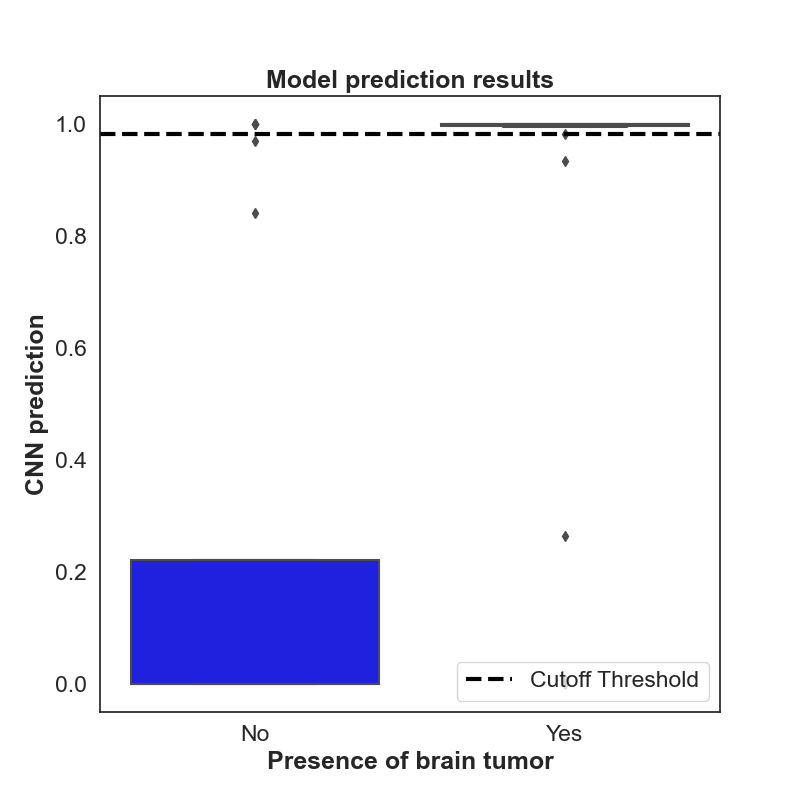 Model prediction results
1.0
0.8
0.6
0.4
0.2
0.0
CNN prediction
Cutoff Threshold
No Yes
Presence of brain tumor